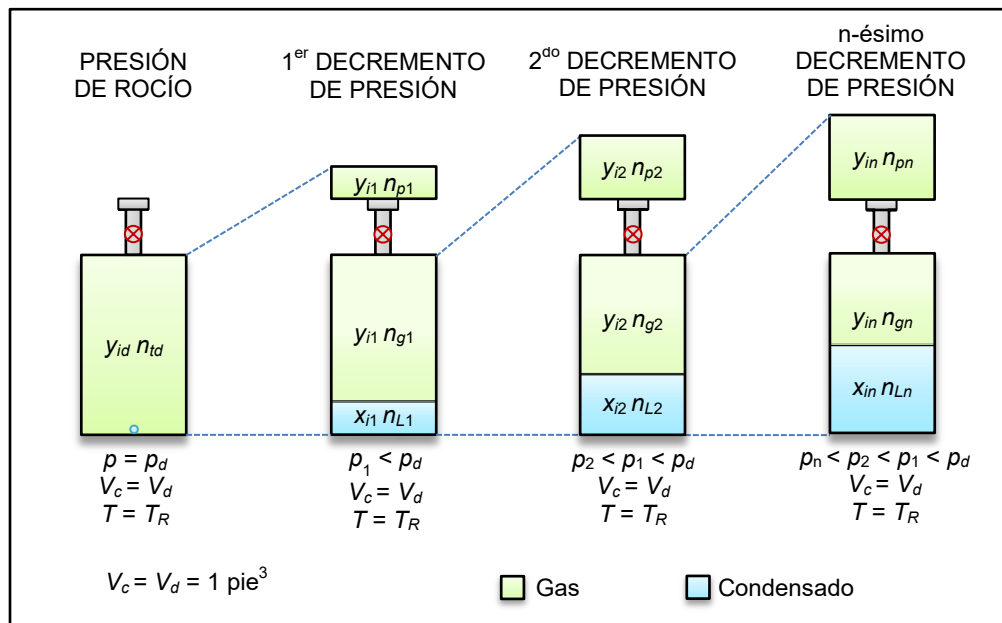 PRESIÓN
DE ROCÍO
1er DECREMENTO
DE PRESIÓN
2do DECREMENTO
DE PRESIÓN
n-ésimo
DECREMENTO
DE PRESIÓN
yi1 np1
yi2 np2
yin npn
yid ntd
yi1 ng1
yi2 ng2
yin ngn
xi1 nL1
xi2 nL2
xin nLn
p = pd
Vc = Vd
T = TR
p1 < pd
Vc = Vd
T = TR
p2 < p1 < pd
Vc = Vd
T = TR
pn < p2 < p1 < pd
Vc = Vd
T = TR
Vc = Vd = 1 pie3
Gas
Condensado